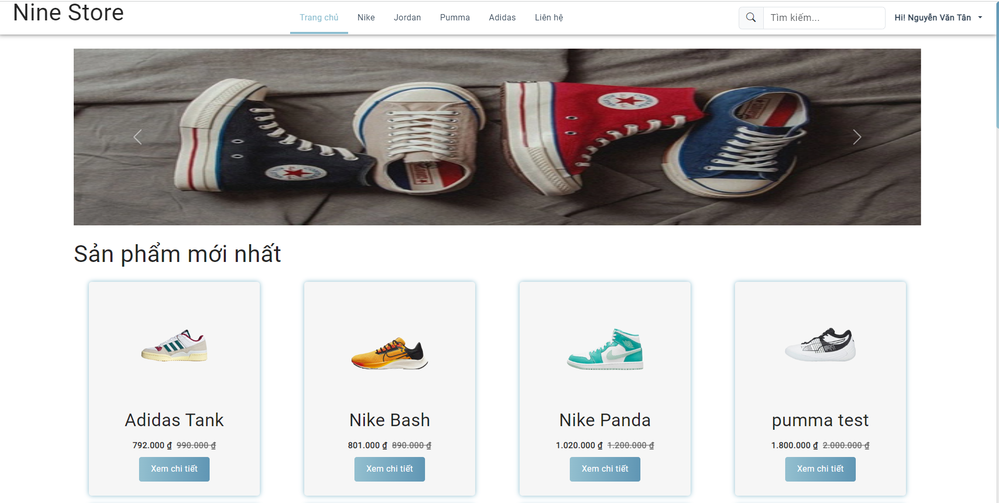 Nine Store
Trang chủ Nike Jordan Pumma Adidas Liên hệ
Tìm kiếm...
Hi! Nguyễn Văn Tân
Sản phẩm mới nhất
Adidas Tank
792.000 ₫ 990.000 ₫
Xem chi tiết
Nike Bash
801.000 ₫ 890.000 ₫
Xem chi tiết
Nike Panda
1.020.000 ₫ 1.200.000 ₫
Xem chi tiết
pumma test
1.800.000 ₫ 2.000.000 ₫
Xem chi tiết